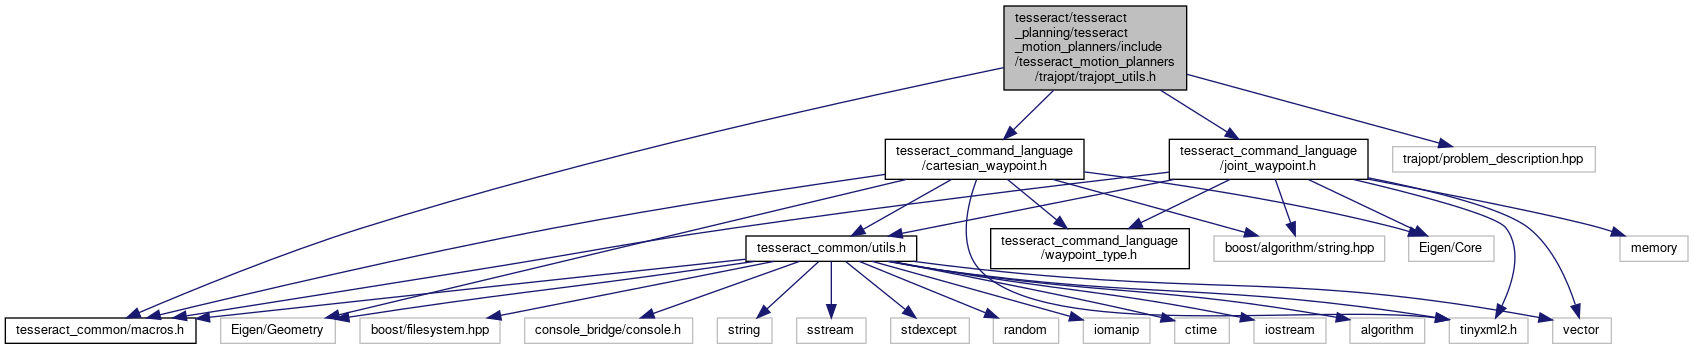 tesseract/tesseract
_planning/tesseract
_motion_planners/include
/tesseract_motion_planners
/trajopt/trajopt_utils.h
tesseract_command_language
/cartesian_waypoint.h
tesseract_command_language
/joint_waypoint.h
trajopt/problem_description.hpp
tesseract_common/utils.h
tesseract_command_language
/waypoint_type.h
boost/algorithm/string.hpp
Eigen/Core
memory
tesseract_common/macros.h
Eigen/Geometry
boost/filesystem.hpp
console_bridge/console.h
string
sstream
stdexcept
random
iomanip
ctime
iostream
algorithm
tinyxml2.h
vector